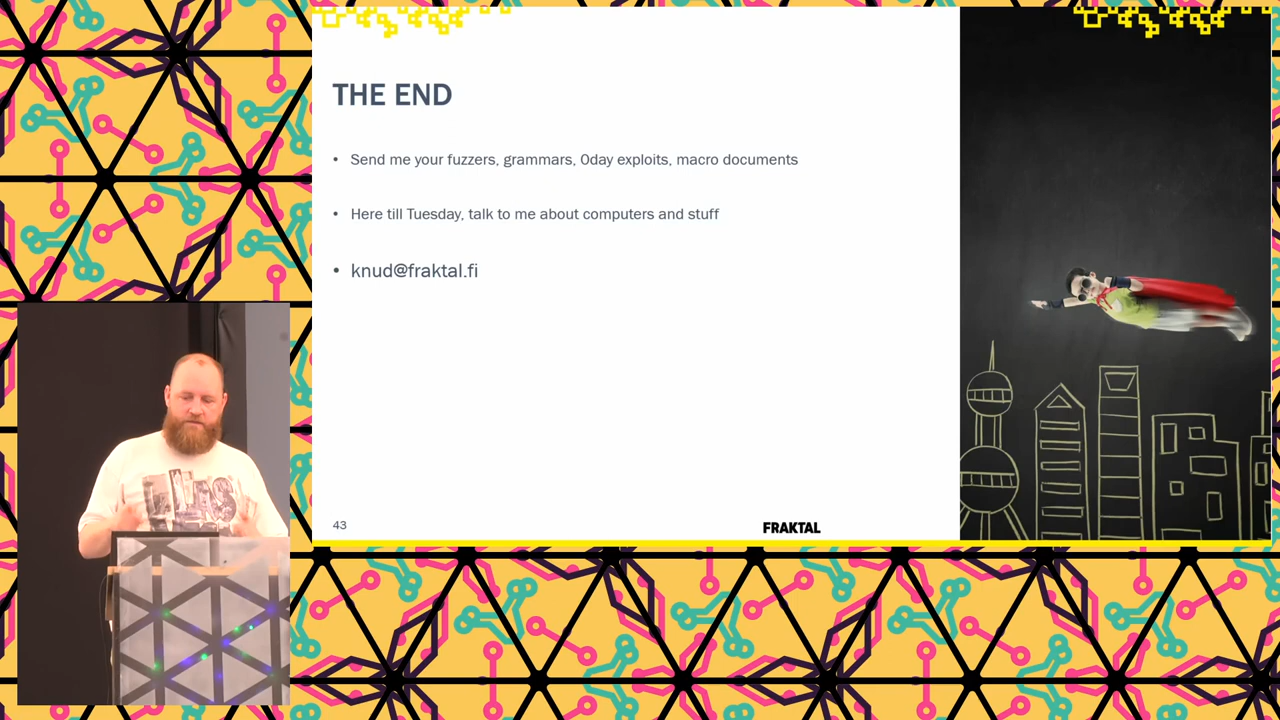 THE END
• Send me your fuzzers, grammars, 0day exploits, macro documents
• Here till Tuesday, talk to me about computers and stuff
• knud@fraktal.fi
43
FRAKTAL